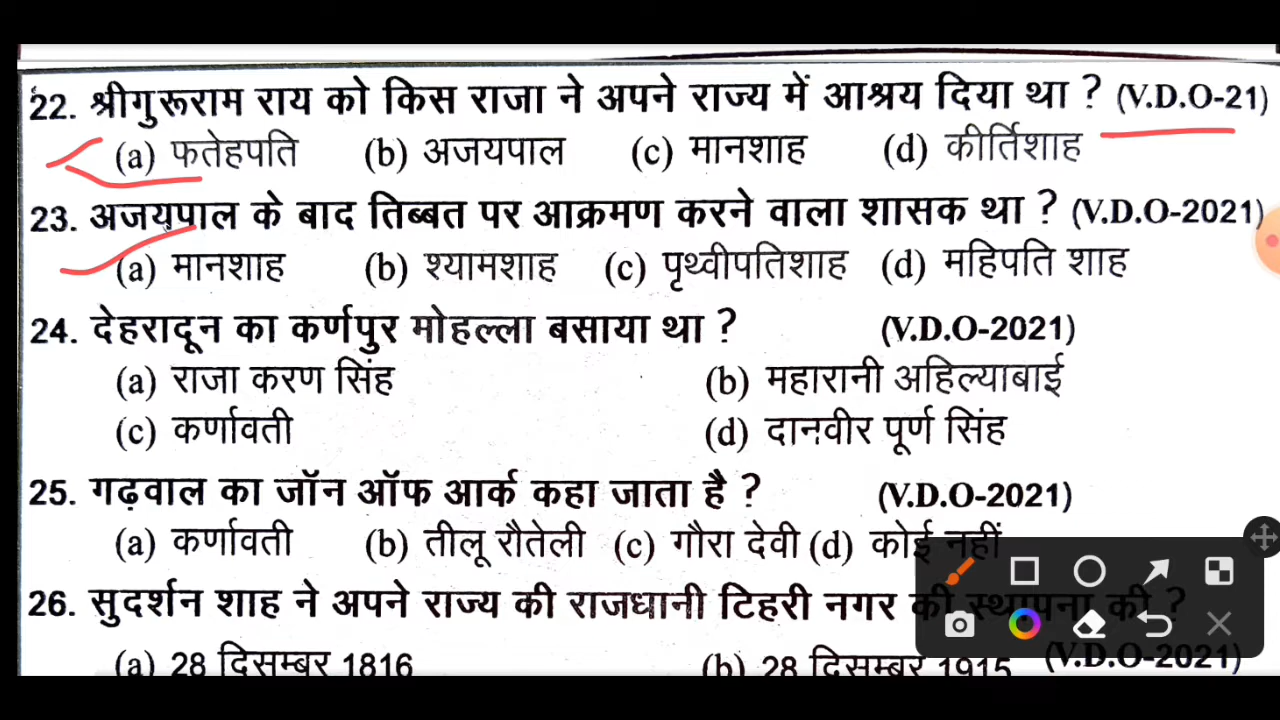 22. श्रीगुरूराम राय को किस राजा ने अपने राज्य में आश्रय दिया था ? (V.D.O-21)
(a) फतेहपति (b) अजयपाल (c) मानशाह (d) कीर्तिशाह
23. अजयपाल के बाद तिब्बत पर आक्रमण करने वाला शासक था ? (V.D.O-2021)
(a) मानशाह (b) श्यामशाह (c) पृथ्वीपतिशाह (d) महिपति शाह
24. देहरादून का कर्णपुर मोहल्ला बसाया था ? (V.D.O-2021)
(a) राजा करण सिंह (b) महारानी अहिल्याबाई
(c) कर्णावती (d) दानवीर पूर्ण सिंह
25. गढ़वाल का जॉन ऑफ आर्क कहा जाता है ? (V.D.O-2021)
(a) कर्णावती (b) तीलू रौतेली (c) गौरा देवी (d) कोई नहीं
26. सुदर्शन शाह ने अपने राज्य की राजधानी टिहरी नगर की स्थापना की ?
(a) 28 दिसम्बर 1816 (b) 28 दिसम्बर 1915 (V.D.O-2021)